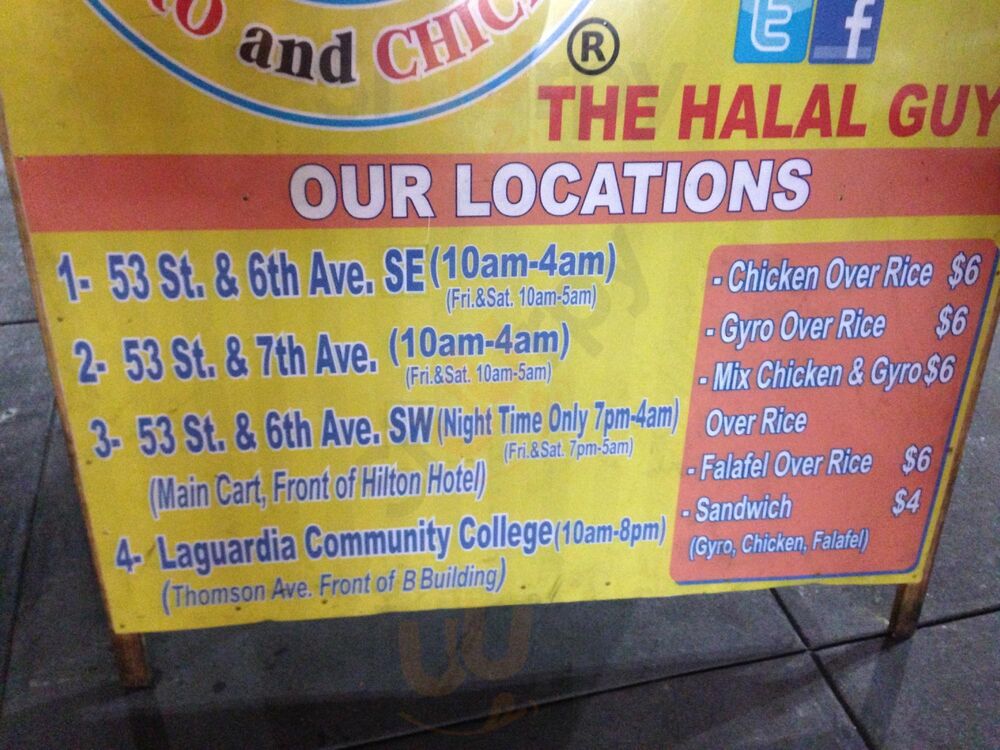 and
®
THE HALAL GUY
OUR LOCATIONS
1- 53 St. & 6th Ave. SE (10am-4am)
(Fri.&Sat. 10am-5am)
2- 53 St. & 7th Ave. (10am-4am)
(Fri.&Sat. 10am-5am)
3- 53 St. & 6th Ave. SW (Night Time Only 7pm-4am)
(Fri.&Sat. 7pm-5am)
(Main Cart, Front of Hilton Hotel)
4- Laguardia Community College (10am-8pm)
(Thomson Ave. Front of B Building)
- Chicken Over Rice $6
- Gyro Over Rice $6
- Mix Chicken & Gyro $6
Over Rice
- Falafel Over Rice $6
- Sandwich $4
(Gyro, Chicken, Falafel)